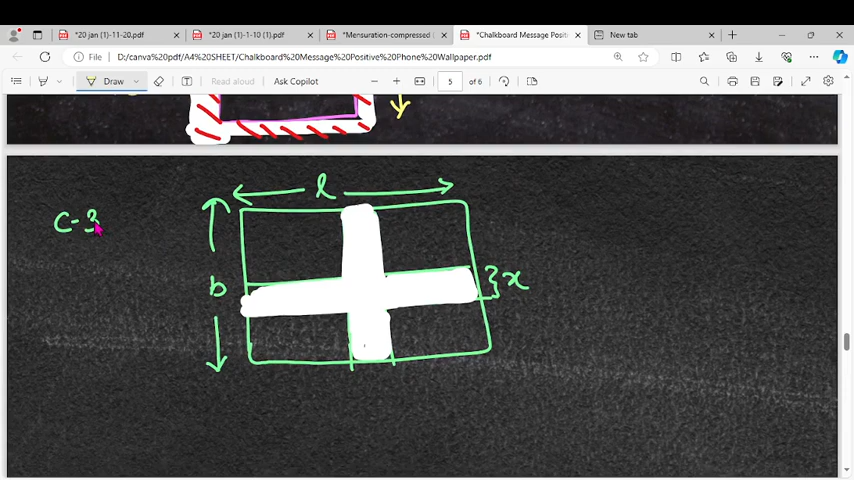 *20 jan (1)-11-20.pdf
*20 jan (1)-1-10 (1).pdf
*Mensuration-compressed (
*Chalkboard Message Positi
New tab
File
D:/canva%20pdf/A4%20SHEET/Chalkboard%20Message%20Positive%20Phone%20Wallpaper.pdf
Draw
Read aloud
Ask Copilot
5
of 6
l
C-3
b
x